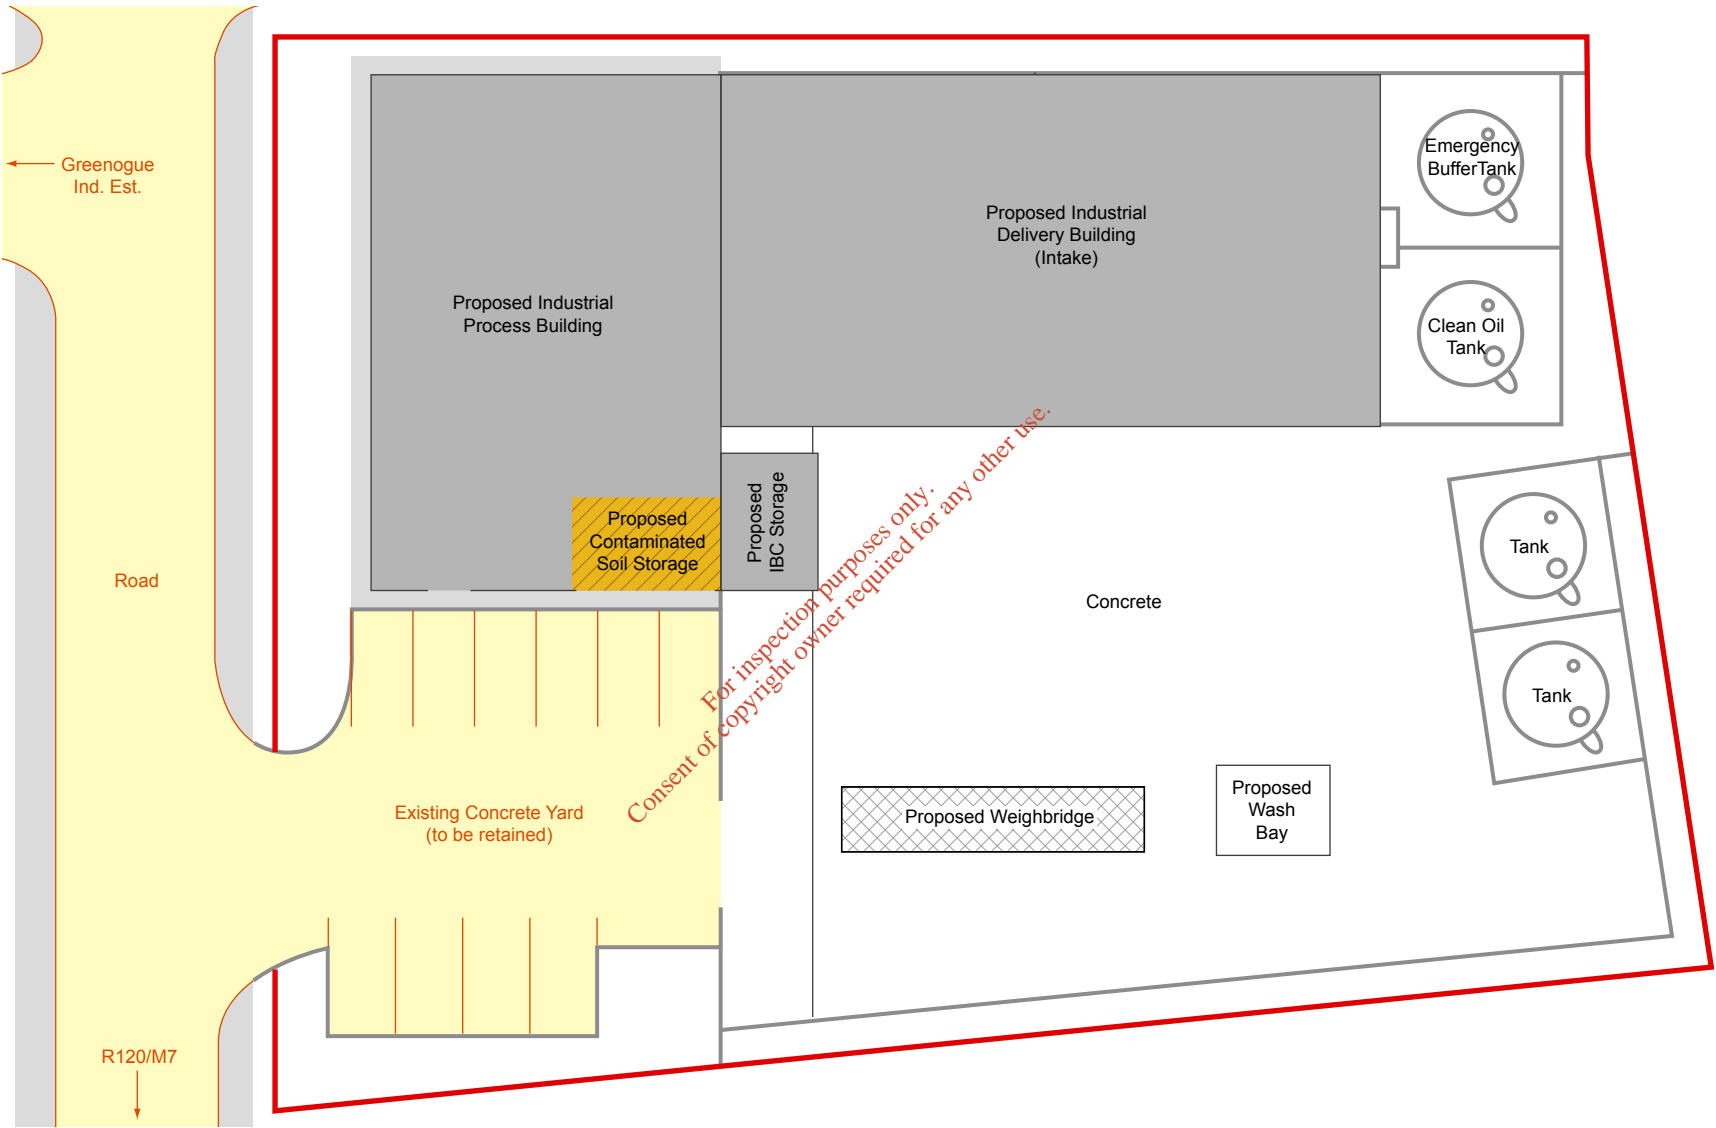 Greenogue
Ind. Est.
Proposed Industrial
Process Building
Proposed Industrial
Delivery Building
(Intake)
Emergency
BufferTank
Clean Oil
Tank
Proposed
Contaminated
Soil Storage
Proposed
IBC Storage
Road
Concrete
Tank
Tank
For inspection purposes only.
Consent of copyright owner required for any other use.
Existing Concrete Yard
(to be retained)
Proposed Weighbridge
Proposed
Wash
Bay
R120/M7